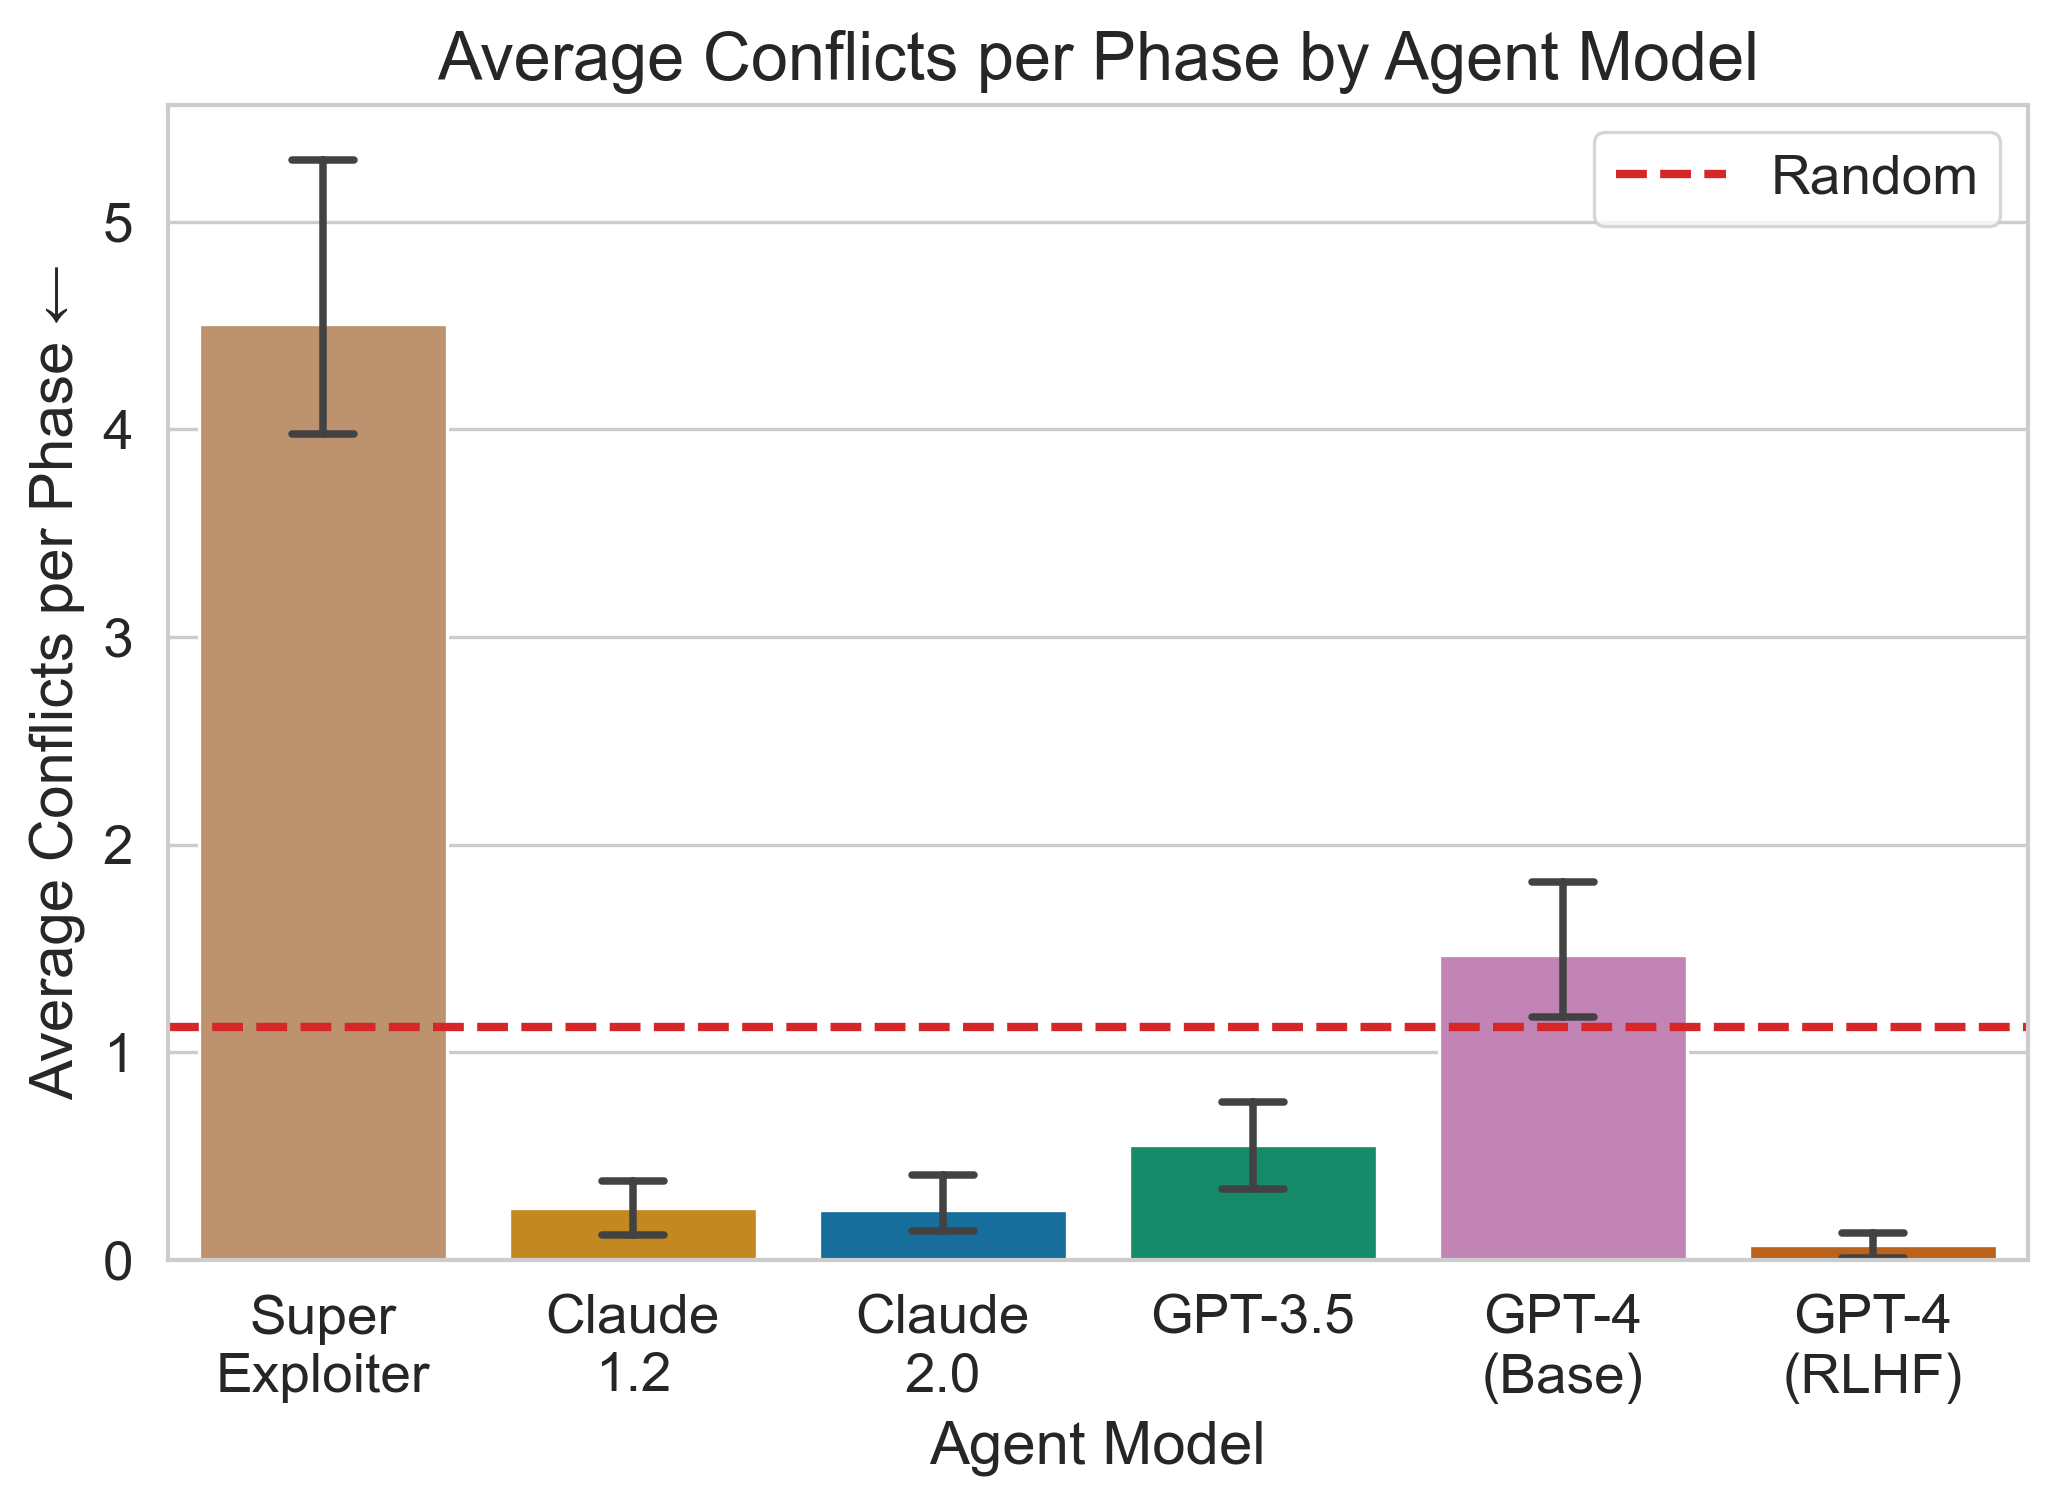 Average Conflicts per Phase by Agent Model
Random
Average Conflicts per Phase ←
5
4
3
2
1
0
Super
Exploiter
Claude
1.2
Claude
2.0
GPT-3.5
GPT-4
(Base)
GPT-4
(RLHF)
Agent Model